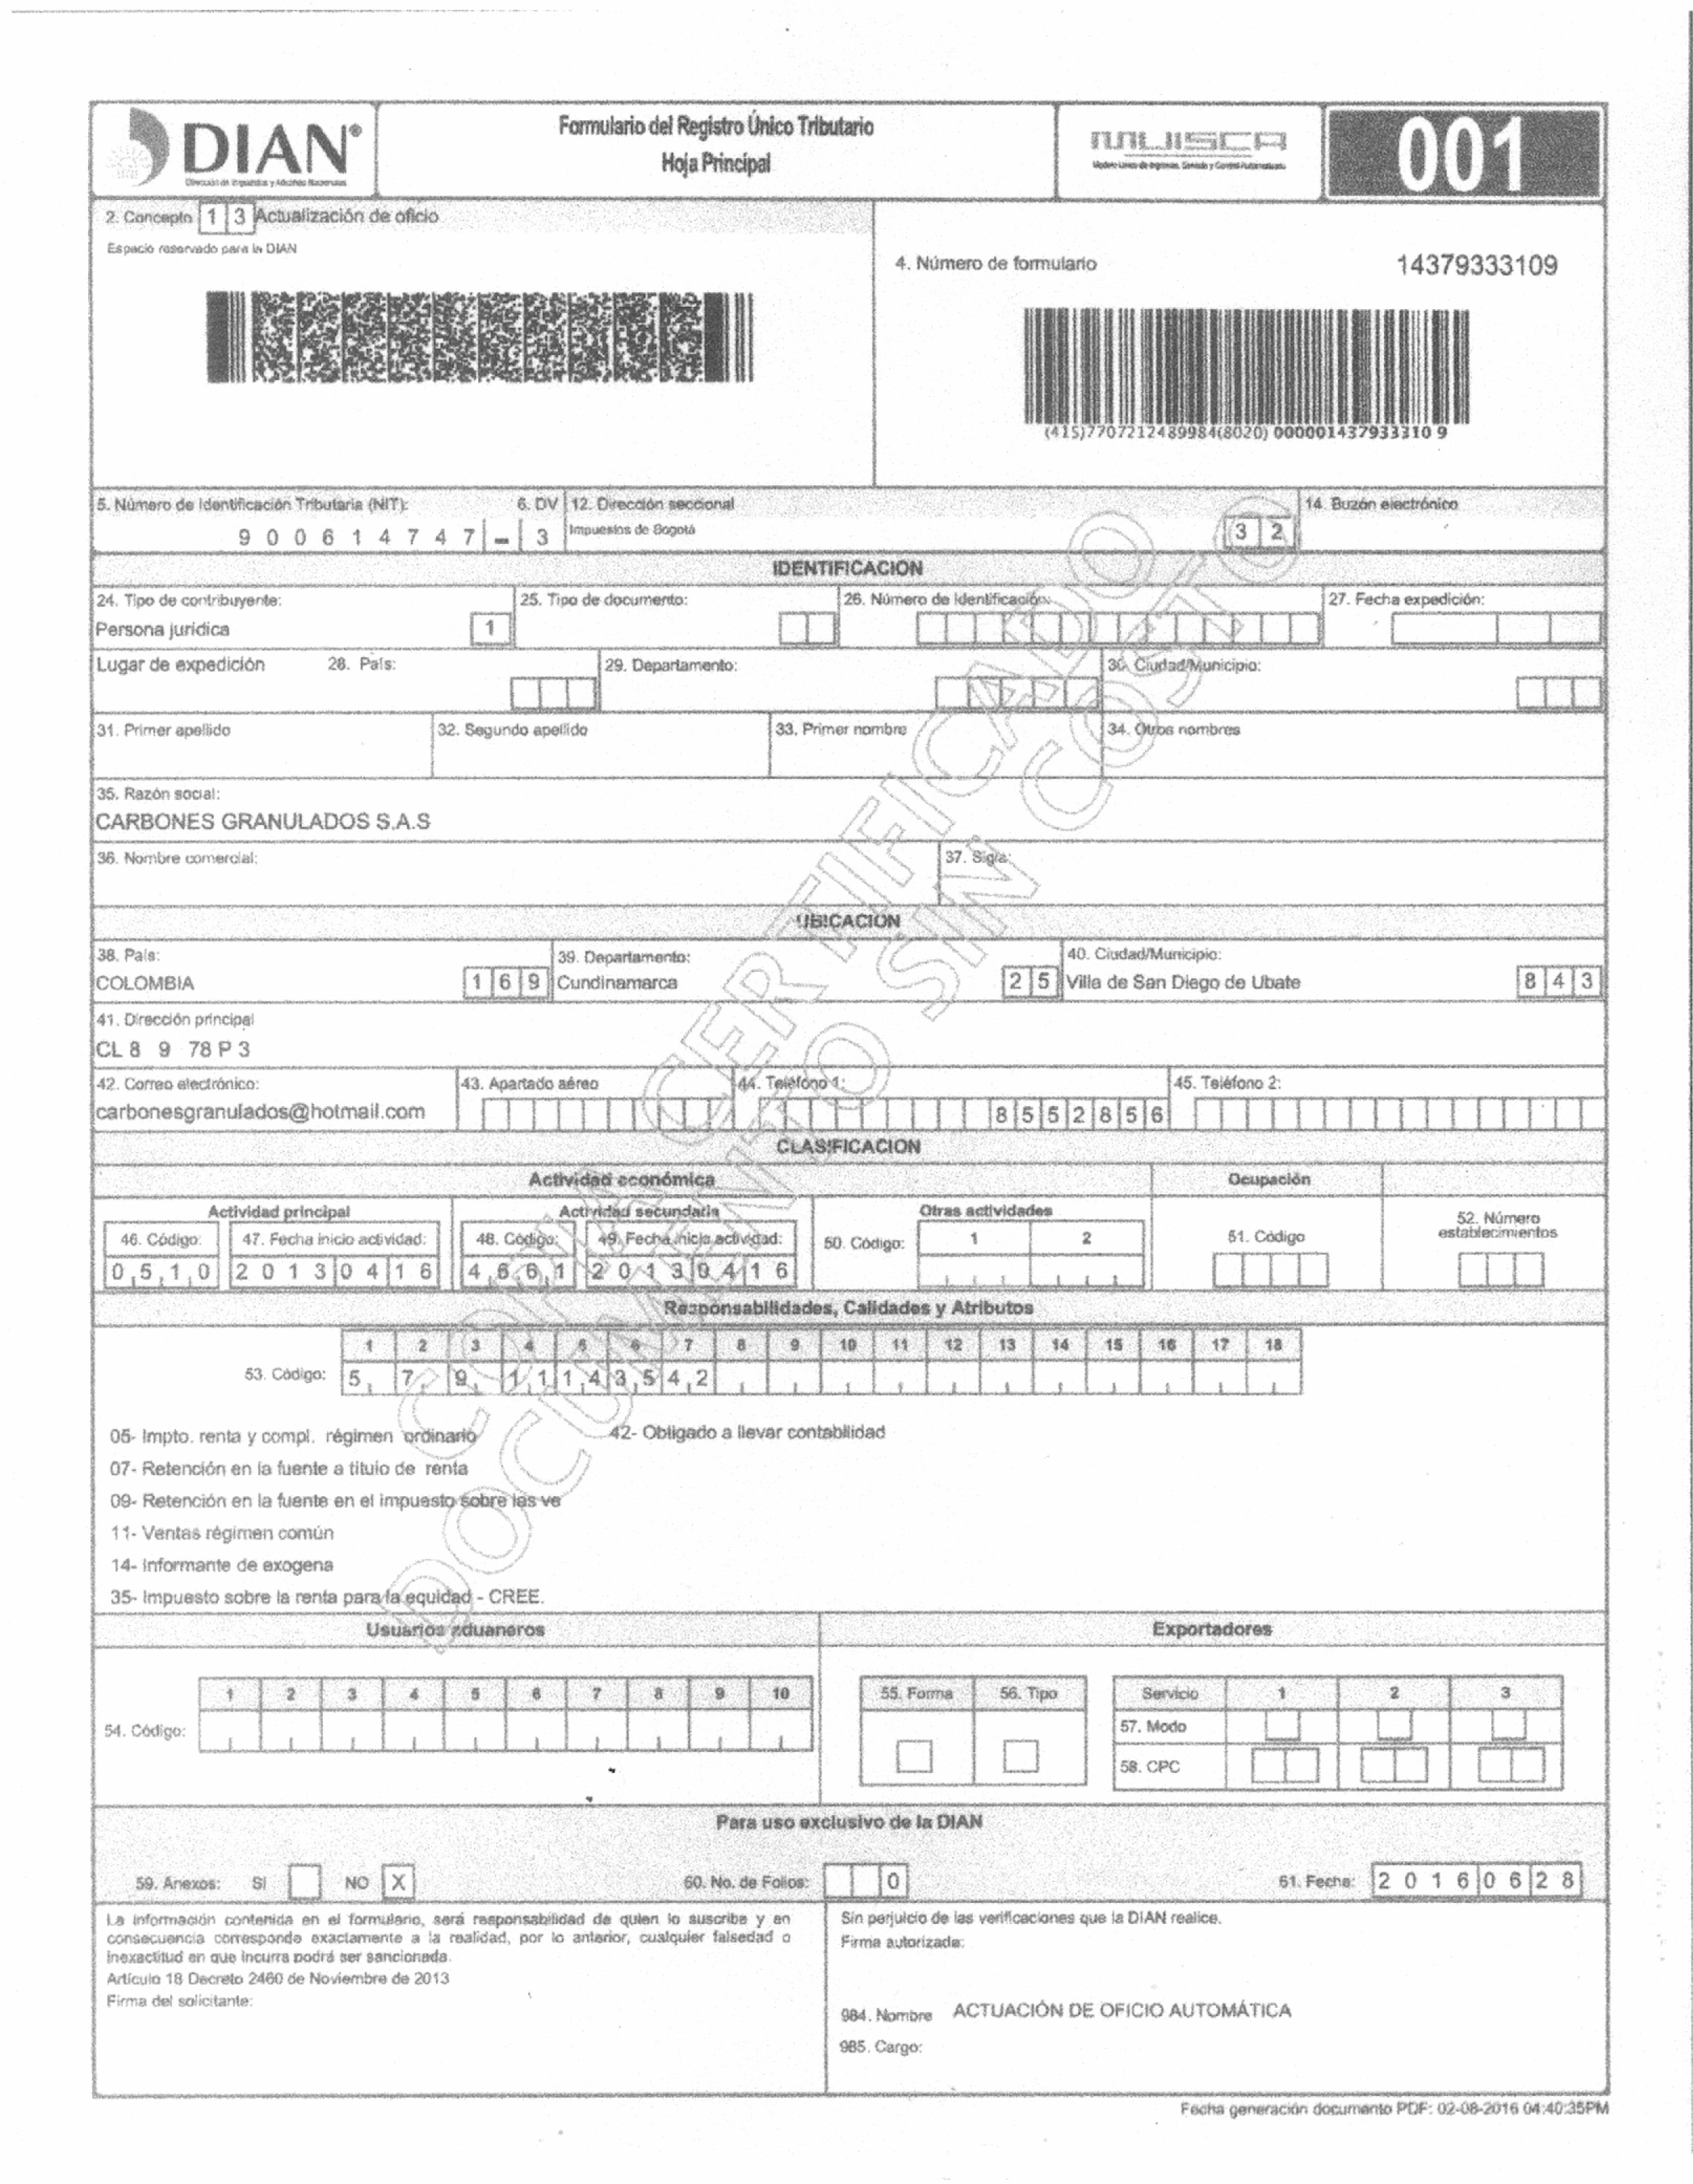 DIAN®
Dirección de Impuestos y Aduanas Nacionales
Formulario del Registro Único Tributario
Hoja Principal
MUISCA
Modelo Único de Ingresos, Servicio y Control Automatizado
001
2. Concepto 1 3 Actualización de oficio
Espacio reservado para la DIAN
4. Número de formulario 14379333109
(415)7707212489984(8020) 000001437933310 9
5. Número de Identificación Tributaria (NIT): 6. DV 12. Dirección seccional 14. Buzón electrónico
9 0 0 6 1 4 7 4 7 - 3 Impuestos de Bogotá 3 2
IDENTIFICACION
24. Tipo de contribuyente: 25. Tipo de documento: 26. Número de Identificación: 27. Fecha expedición:
Persona jurídica 1
Lugar de expedición 28. País: 29. Departamento: 30. Ciudad/Municipio:
31. Primer apellido 32. Segundo apellido 33. Primer nombre 34. Otros nombres
35. Razón social:
CARBONES GRANULADOS S.A.S
36. Nombre comercial: 37. Sigla:
UBICACION
38. País: 39. Departamento: 40. Ciudad/Municipio:
COLOMBIA 1 6 9 Cundinamarca 2 5 Villa de San Diego de Ubate 8 4 3
41. Dirección principal
CL 8 9 78 P 3
42. Correo electrónico: 43. Apartado aéreo 44. Teléfono 1: 45. Teléfono 2:
carbonesgranulados@hotmail.com 8 5 5 2 8 5 6
CLASIFICACION
Actividad económica Ocupación
Actividad principal Actividad secundaria Otras actividades 52. Número establecimientos
46. Código: 47. Fecha inicio actividad: 48. Código: 49. Fecha inicio actividad: 50. Código: 1 2 51. Código
0 5 1 0 2 0 1 3 0 4 1 6 4 6 6 1 2 0 1 3 0 4 1 6
Responsabilidades, Calidades y Atributos
1 2 3 4 5 6 7 8 9 10 11 12 13 14 15 16 17 18
53. Código: 5 7 9 1 1 1 4 3 5 4 2
05- Impto. renta y compl. régimen ordinario 42- Obligado a llevar contabilidad
07- Retención en la fuente a título de renta
09- Retención en la fuente en el impuesto sobre las ve
11- Ventas régimen común
14- Informante de exogena
35- Impuesto sobre la renta para la equidad - CREE.
Usuarios aduaneros Exportadores
1 2 3 4 5 6 7 8 9 10 55. Forma 56. Tipo Servicio 1 2 3
54. Código: 57. Modo
58. CPC
Para uso exclusivo de la DIAN
59. Anexos: SI NO X 60. No. de Folios: 0 61. Fecha: 2 0 1 6 0 6 2 8
La información contenida en el formulario, será responsabilidad de quien lo suscribe y en
consecuencia corresponde exactamente a la realidad, por lo anterior, cualquier falsedad o
inexactitud en que incurra podrá ser sancionada.
Artículo 18 Decreto 2460 de Noviembre de 2013
Firma del solicitante:
Sin perjuicio de las verificaciones que la DIAN realice.
Firma autorizada:
984. Nombre ACTUACIÓN DE OFICIO AUTOMÁTICA
985. Cargo:
Fecha generación documento PDF: 02-08-2016 04:40:35PM
COPIA CERTIFICADO
DOCUMENTO SIN COSTO